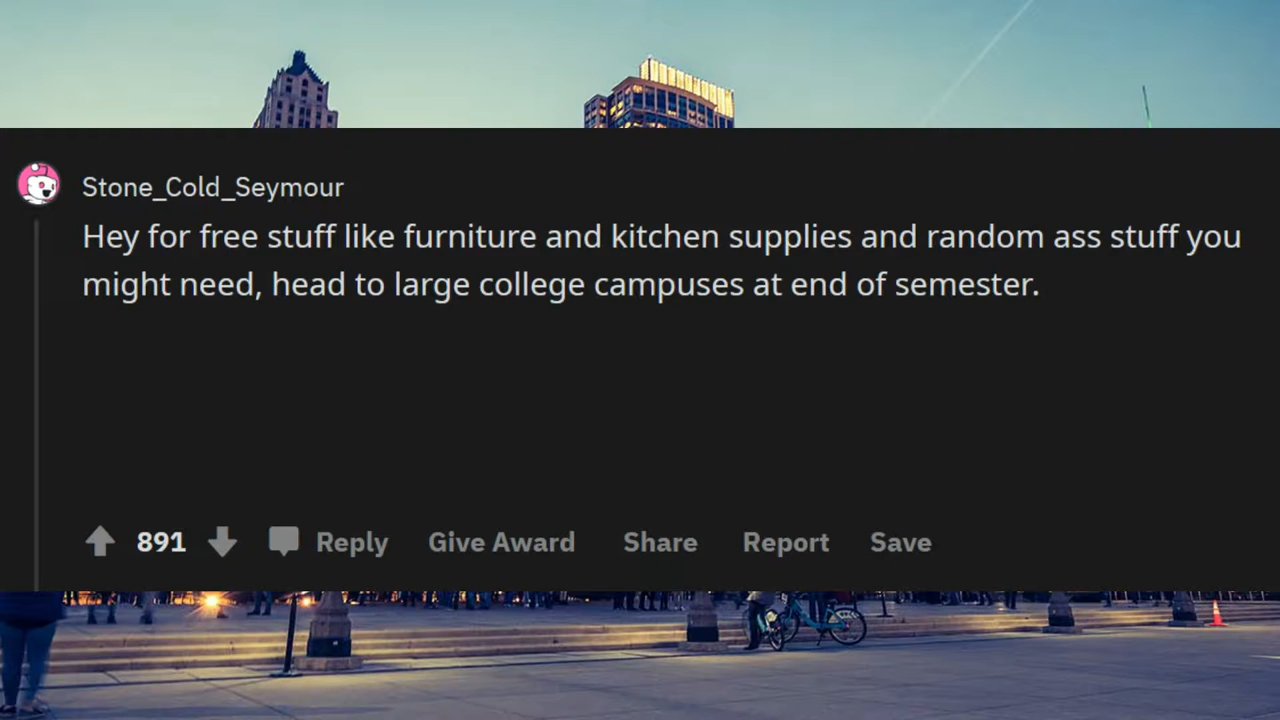 Stone_Cold_Seymour
Hey for free stuff like furniture and kitchen supplies and random ass stuff you
might need, head to large college campuses at end of semester.
891 Reply Give Award Share Report Save